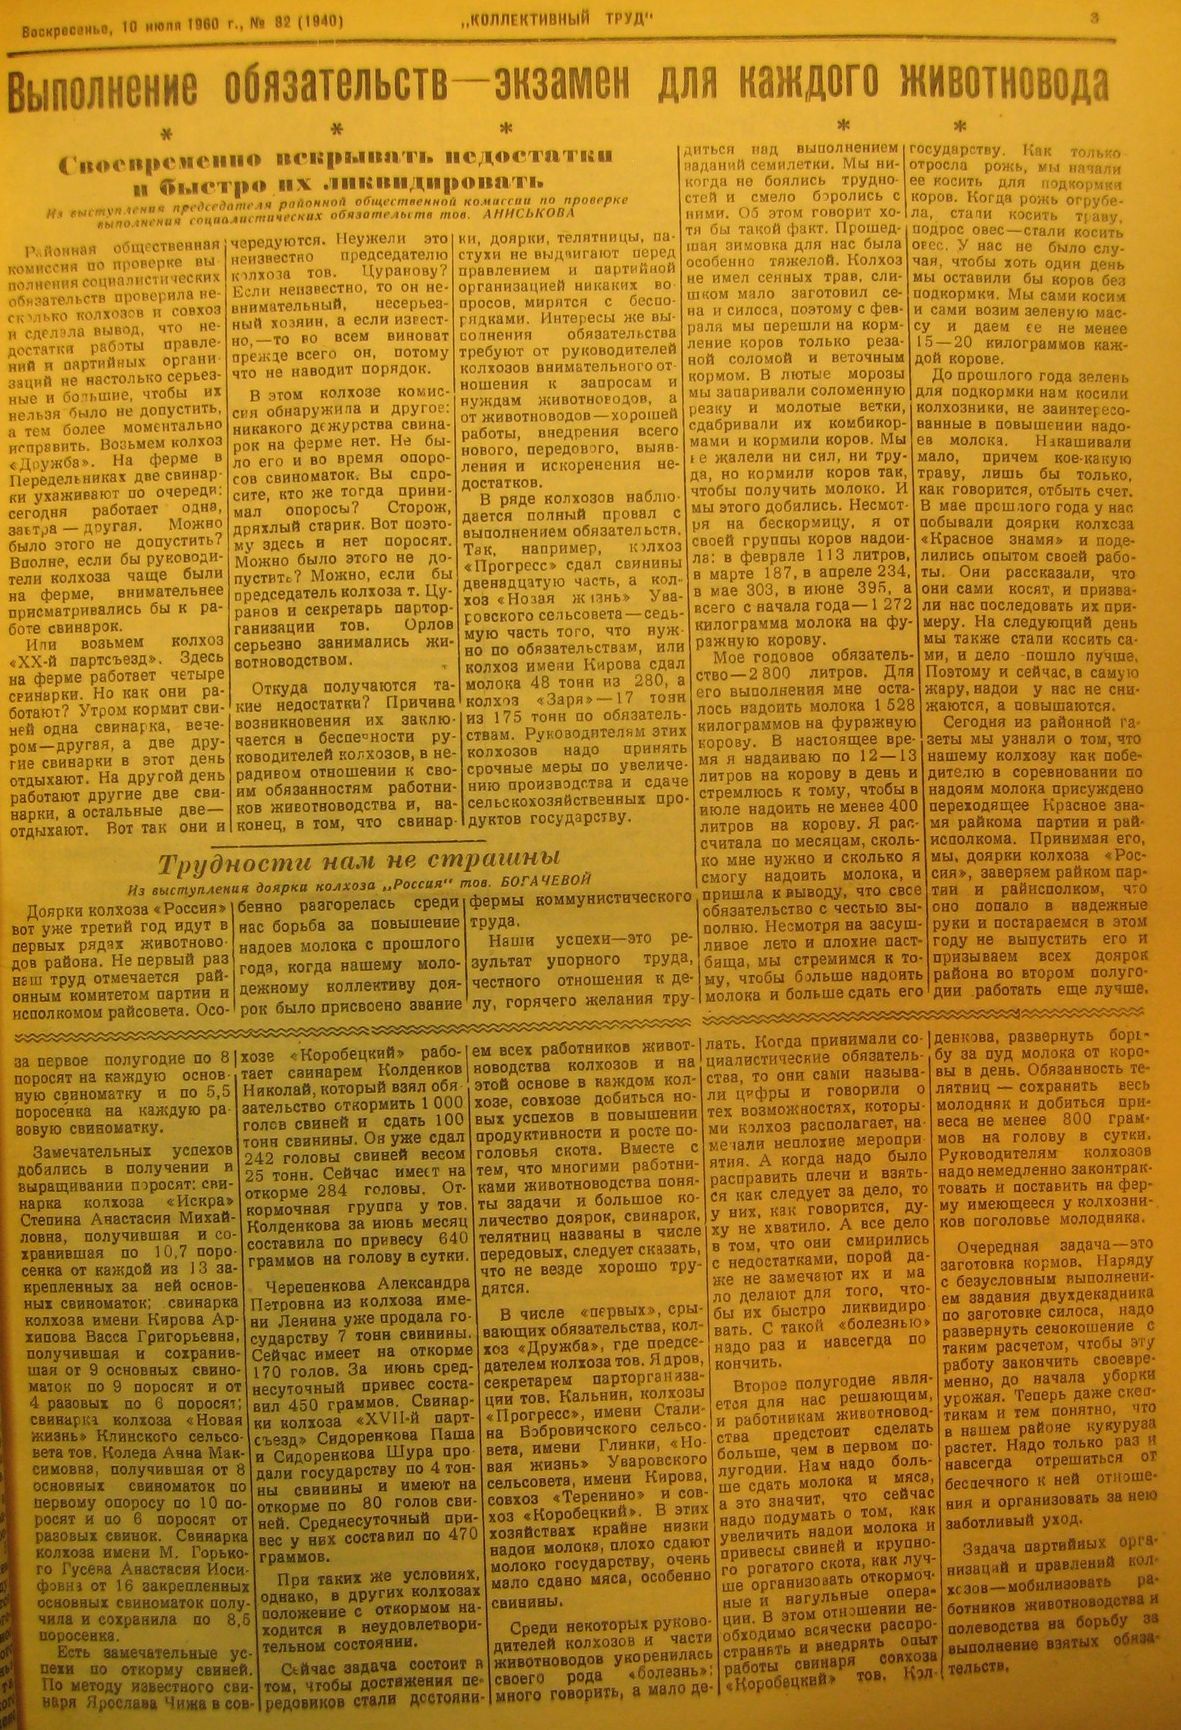 Воскресенье, 10 июля 1960 г., № 82 (1940)
„КОЛЛЕКТИВНЫЙ ТРУД"
3
Выполнение обязательств—экзамен для каждого животновода
* * * * *
Своевременно вскрывать недостатки
и быстро их ликвидировать
Из выступления председателя районной общественной комиссии по проверке
выполнения социалистических обязательств тов. АНИСЬКОВА
Районная общественная
комиссия по проверке вы-
полнения социалистических
обязательств проверила не-
сколько колхозов и совхоз
и сделала вывод, что не-
достатки работы правле-
ний и партийных органи-
заций не настолько серьез-
ные и большие, чтобы их
нельзя было не допустить,
а тем более моментально
исправить. Возьмем колхоз
«Дружба». На ферме в
Передельниках две свинар-
ки ухаживают по очереди:
сегодня работает одна,
завтра — другая. Можно
было этого не допустить?
Вполне, если бы руководи-
тели колхоза чаще были
на ферме, внимательнее
присматривались бы к ра-
боте свинарок.
Или возьмем колхоз
«XX-й партсъезд». Здесь
на ферме работает четыре
свинарки. Но как они ра-
ботают? Утром кормит сви-
ней одна свинарка, вече-
ром—другая, а две дру-
гие свинарки в этот день
отдыхают. На другой день
работают другие две сви-
нарки, а остальные две—
отдыхают. Вот так они и
чередуются. Неужели это
неизвестно председателю
колхоза тов. Цуранову?
Если неизвестно, то он не-
внимательный, несерьез-
ный хозяин, а если извест-
но,—то во всем виноват
прежде всего он, потому
что не наводит порядок.
В этом колхозе комис-
сия обнаружила и другое:
никакого дежурства свина-
рок на ферме нет. Не бы-
ло его и во время опоро-
сов свиноматок. Вы спро-
сите, кто же тогда прини-
мал опоросы? Сторож,
дряхлый старик. Вот поэто-
му здесь и нет поросят.
Можно было этого не до-
пустить? Можно, если бы
председатель колхоза т. Цу-
ранов и секретарь партор-
ганизации тов. Орлов
серьезно занимались жи-
вотноводством.
Откуда получаются та-
кие недостатки? Причина
возникновения их заклю-
чается в беспечности ру-
ководителей колхозов, в не-
радивом отношении к сво-
им обязанностям работни-
ков животноводства и, на-
конец, в том, что свинар-
ки, доярки, телятницы, па-
стухи не выдвигают перед
правлением и партийной
организацией никаких во-
просов, мирятся с беспо-
рядками. Интересы же вы-
полнения обязательства
требуют от руководителей
колхозов внимательного от-
ношения к запросам и
нуждам животноводов, а
от животноводов—хорошей
работы, внедрения всего
нового, передового, выяв-
ления и искоренения не-
достатков.
В ряде колхозов наблю-
дается полный провал с
выполнением обязательств.
Так, например, колхоз
«Прогресс» сдал свинины
двенадцатую часть, а кол-
хоз «Новая жизнь» Ува-
ровского сельсовета—седь-
мую часть того, что нуж-
но по обязательствам, или
колхоз имени Кирова сдал
молока 48 тонн из 280, а
колхоз «Заря»—17 тонн
из 175 тонн по обязатель-
ствам. Руководителям этих
колхозов надо принять
срочные меры по увеличе-
нию производства и сдаче
сельскохозяйственных про-
дуктов государству.
Трудности нам не страшны
Из выступления доярки колхоза „Россия" тов. БОГАЧЕВОЙ
Доярки колхоза «Россия»
вот уже третий год идут в
первых рядах животново-
дов района. Не первый раз
наш труд отмечается рай-
онным комитетом партии и
исполкомом райсовета. Осо-
бенно разгорелась среди
нас борьба за повышение
надоев молока с прошлого
года, когда нашему моло-
дежному коллективу доя-
рок было присвоено звание
фермы коммунистического
труда.
Наши успехи—это ре-
зультат упорного труда,
честного отношения к де-
лу, горячего желания тру-
диться над выполнением
заданий семилетки. Мы ни-
когда не боялись трудно-
стей и смело боролись с
ними. Об этом говорит хо-
тя бы такой факт. Прошед-
шая зимовка для нас была
особенно тяжелой. Колхоз
не имел сенных трав, сли-
шком мало заготовил се-
на и силоса, поэтому с фев-
раля мы перешли на корм-
ление коров только реза-
ной соломой и веточным
кормом. В лютые морозы
мы запаривали соломенную
резку и молотые ветки,
сдабривали их комбикор-
мами и кормили коров. Мы
не жалели ни сил, ни тру-
да, но кормили коров так,
чтобы получить молоко. И
мы этого добились. Несмот-
ря на бескормицу, я от
своей группы коров надои-
ла: в феврале 113 литров,
в марте 187, в апреле 234,
в мае 303, в июне 395, а
всего с начала года—1 272
килограмма молока на фу-
ражную корову.
Мое годовое обязатель-
ство—2 800 литров. Для
его выполнения мне оста-
лось надоить молока 1 528
килограммов на фуражную
корову. В настоящее вре-
мя я надаиваю по 12—13
литров на корову в день и
стремлюсь к тому, чтобы в
июле надоить не менее 400
литров на корову. Я рас-
считала по месяцам, сколь-
ко мне нужно и сколько я
смогу надоить молока, и
пришла к выводу, что свое
обязательство с честью вы-
полню. Несмотря на засуш-
ливое лето и плохие паст-
бища, мы стремимся к то-
му, чтобы больше надоить
молока и больше сдать его
государству. Как только
отросла рожь, мы начали
ее косить для подкормки
коров. Когда рожь огрубе-
ла, стали косить траву,
подрос овес—стали косить
овес. У нас не было слу-
чая, чтобы хоть один день
мы оставили бы коров без
подкормки. Мы сами косим
и сами возим зеленую мас-
су и даем ее не менее
15—20 килограммов каж-
дой корове.
До прошлого года зелень
для подкормки нам косили
колхозники, не заинтересо-
ванные в повышении надо-
ев молока. Накашивали
мало, причем кое-какую
траву, лишь бы только,
как говорится, отбыть счет.
В мае прошлого года у нас
побывали доярки колхоза
«Красное знамя» и поде-
лились опытом своей рабо-
ты. Они рассказали, что
они сами косят, и призва-
ли нас последовать их при-
меру. На следующий день
мы также стали косить са-
ми, и дело пошло лучше.
Поэтому и сейчас, в самую
жару, надои у нас не сни-
жаются, а повышаются.
Сегодня из районной га-
зеты мы узнали о том, что
нашему колхозу как побе-
дителю в соревновании по
надоям молока присуждено
переходящее Красное зна-
мя райкома партии и рай-
исполкома. Принимая его,
мы, доярки колхоза «Рос-
сия», заверяем райком пар-
тии и райисполком, что
оно попало в надежные
руки и постараемся в этом
году не выпустить его и
призываем всех доярок
района во втором полуго-
дии работать еще лучше.
за первое полугодие по 8
поросят на каждую основ-
ную свиноматку и по 5,5
поросенка на каждую ра-
зовую свиноматку.
Замечательных успехов
добились в получении и
выращивании поросят: сви-
нарка колхоза «Искра»
Степина Анастасия Михай-
ловна, получившая и со-
хранившая по 10,7 поро-
сенка от каждой из 13 за-
крепленных за ней основ-
ных свиноматок; свинарка
колхоза имени Кирова Ар-
хипова Васса Григорьевна,
получившая и сохранив-
шая от 9 основных свино-
маток по 9 поросят и от
4 разовых по 6 поросят;
свинарка колхоза «Новая
жизнь» Клинского сельсо-
вета тов. Коледа Анна Мак-
симовна, получившая от 8
основных свиноматок по
первому опоросу по 10 по-
росят и по 6 поросят от
разовых свинок. Свинарка
колхоза имени М. Горько-
го Гусева Анастасия Иоси-
фовна от 16 закрепленных
основных свиноматок полу-
чила и сохранила по 8,5
поросенка.
Есть замечательные ус-
пехи по откорму свиней.
По методу известного сви-
наря Ярослава Чижа в сов-
хозе «Коробецкий» рабо-
тает свинарем Колденков
Николай, который взял обя-
зательство откормить 1 000
голов свиней и сдать 100
тонн свинины. Он уже сдал
242 головы свиней весом
25 тонн. Сейчас имеет на
откорме 284 головы. От-
кормочная группа у тов.
Колденкова за июнь месяц
составила по привесу 640
граммов на голову в сутки.
Черепенкова Александра
Петровна из колхоза име-
ни Ленина уже продала го-
сударству 7 тонн свинины.
Сейчас имеет на откорме
170 голов. За июнь сред-
несуточный привес соста-
вил 450 граммов. Свинар-
ки колхоза «XVII-й парт-
съезд» Сидоренкова Паша
и Сидоренкова Шура про-
дали государству по 4 тон-
ны свинины и имеют на
откорме по 80 голов сви-
ней. Среднесуточный при-
вес у них составил по 470
граммов.
При таких же условиях,
однако, в других колхозах
положение с откормом на-
ходится в неудовлетвори-
тельном состоянии.
Сейчас задача состоит в
том, чтобы достижения пе-
редовиков стали достояни-
ем всех работников живот-
новодства колхозов и на
этой основе в каждом кол-
хозе, совхозе добиться но-
вых успехов в повышении
продуктивности и росте по-
головья скота. Вместе с
тем, что многими работни-
ками животноводства поня-
ты задачи и большое ко-
личество доярок, свинарок,
телятниц названы в числе
передовых, следует сказать,
что не везде хорошо тру-
дятся.
В числе «первых», сры-
вающих обязательства, кол-
хоз «Дружба», где предсе-
дателем колхоза тов. Ядров,
секретарем парторганиза-
ции тов. Кальнин, колхозы
«Прогресс», имени Стали-
на Бобровичского сельсо-
вета, имени Глинки, «Но-
вая жизнь» Уваровского
сельсовета, имени Кирова,
совхоз «Теренино» и сов-
хоз «Коробецкий». В этих
хозяйствах крайне низки
надои молока, плохо сдают
молоко государству, очень
мало сдано мяса, особенно
свинины.
Среди некоторых руково-
дителей колхозов и части
животноводов укоренилась
своего рода «болезнь»:
много говорить, а мало де-
лать. Когда принимали со-
циалистические обязатель-
ства, то они сами называ-
ли цифры и говорили о
тех возможностях, которы-
ми колхоз располагает, на-
мечали неплохие меропри-
ятия. А когда надо было
расправить плечи и взять-
ся как следует за дело, то
у них, как говорится, ду-
ху не хватило. А все дело
в том, что они смирились
с недостатками, порой да-
же не замечают их и ма-
ло делают для того, что-
бы их быстро ликвидиро-
вать. С такой «болезнью»
надо раз и навсегда по-
кончить.
Второе полугодие явля-
ется для нас решающим,
и работникам животновод-
ства предстоит сделать
больше, чем в первом по-
лугодии. Нам надо боль-
ше сдать молока и мяса,
а это значит, что сейчас
надо подумать о том, как
увеличить надои молока и
привесы свиней и крупно-
го рогатого скота, как луч-
ше организовать откормоч-
ные и нагульные опера-
ции. В этом отношении не-
обходимо всячески распро-
странять и внедрять опыт
работы свинаря совхоза
«Коробецкий» тов. Кол-
денкова, развернуть борь-
бу за пуд молока от коро-
вы в день. Обязанность те-
лятниц — сохранить весь
молодняк и добиться при-
веса не менее 800 грам-
мов на голову в сутки.
Руководителям колхозов
надо немедленно законтрак-
товать и поставить на фер-
му имеющееся у колхозни-
ков поголовье молодняка.
Очередная задача—это
заготовка кормов. Наряду
с безусловным выполнени-
ем задания двухдекадника
по заготовке силоса, надо
развернуть сенокошение с
таким расчетом, чтобы эту
работу закончить своевре-
менно, до начала уборки
урожая. Теперь даже скеп-
тикам и тем понятно, что
в нашем районе кукуруза
растет. Надо только раз и
навсегда отрешиться от
беспечного к ней отноше-
ния и организовать за нею
заботливый уход.
Задача партийных орга-
низаций и правлений кол-
хозов—мобилизовать ра-
ботников животноводства и
полеводства на борьбу за
выполнение взятых обяза-
тельств.